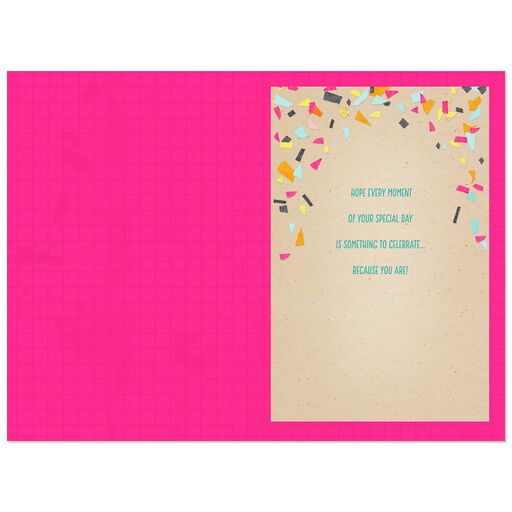 HOPE EVERY MOMENT
OF YOUR SPECIAL DAY
IS SOMETHING TO CELEBRATE...
BECAUSE YOU ARE!